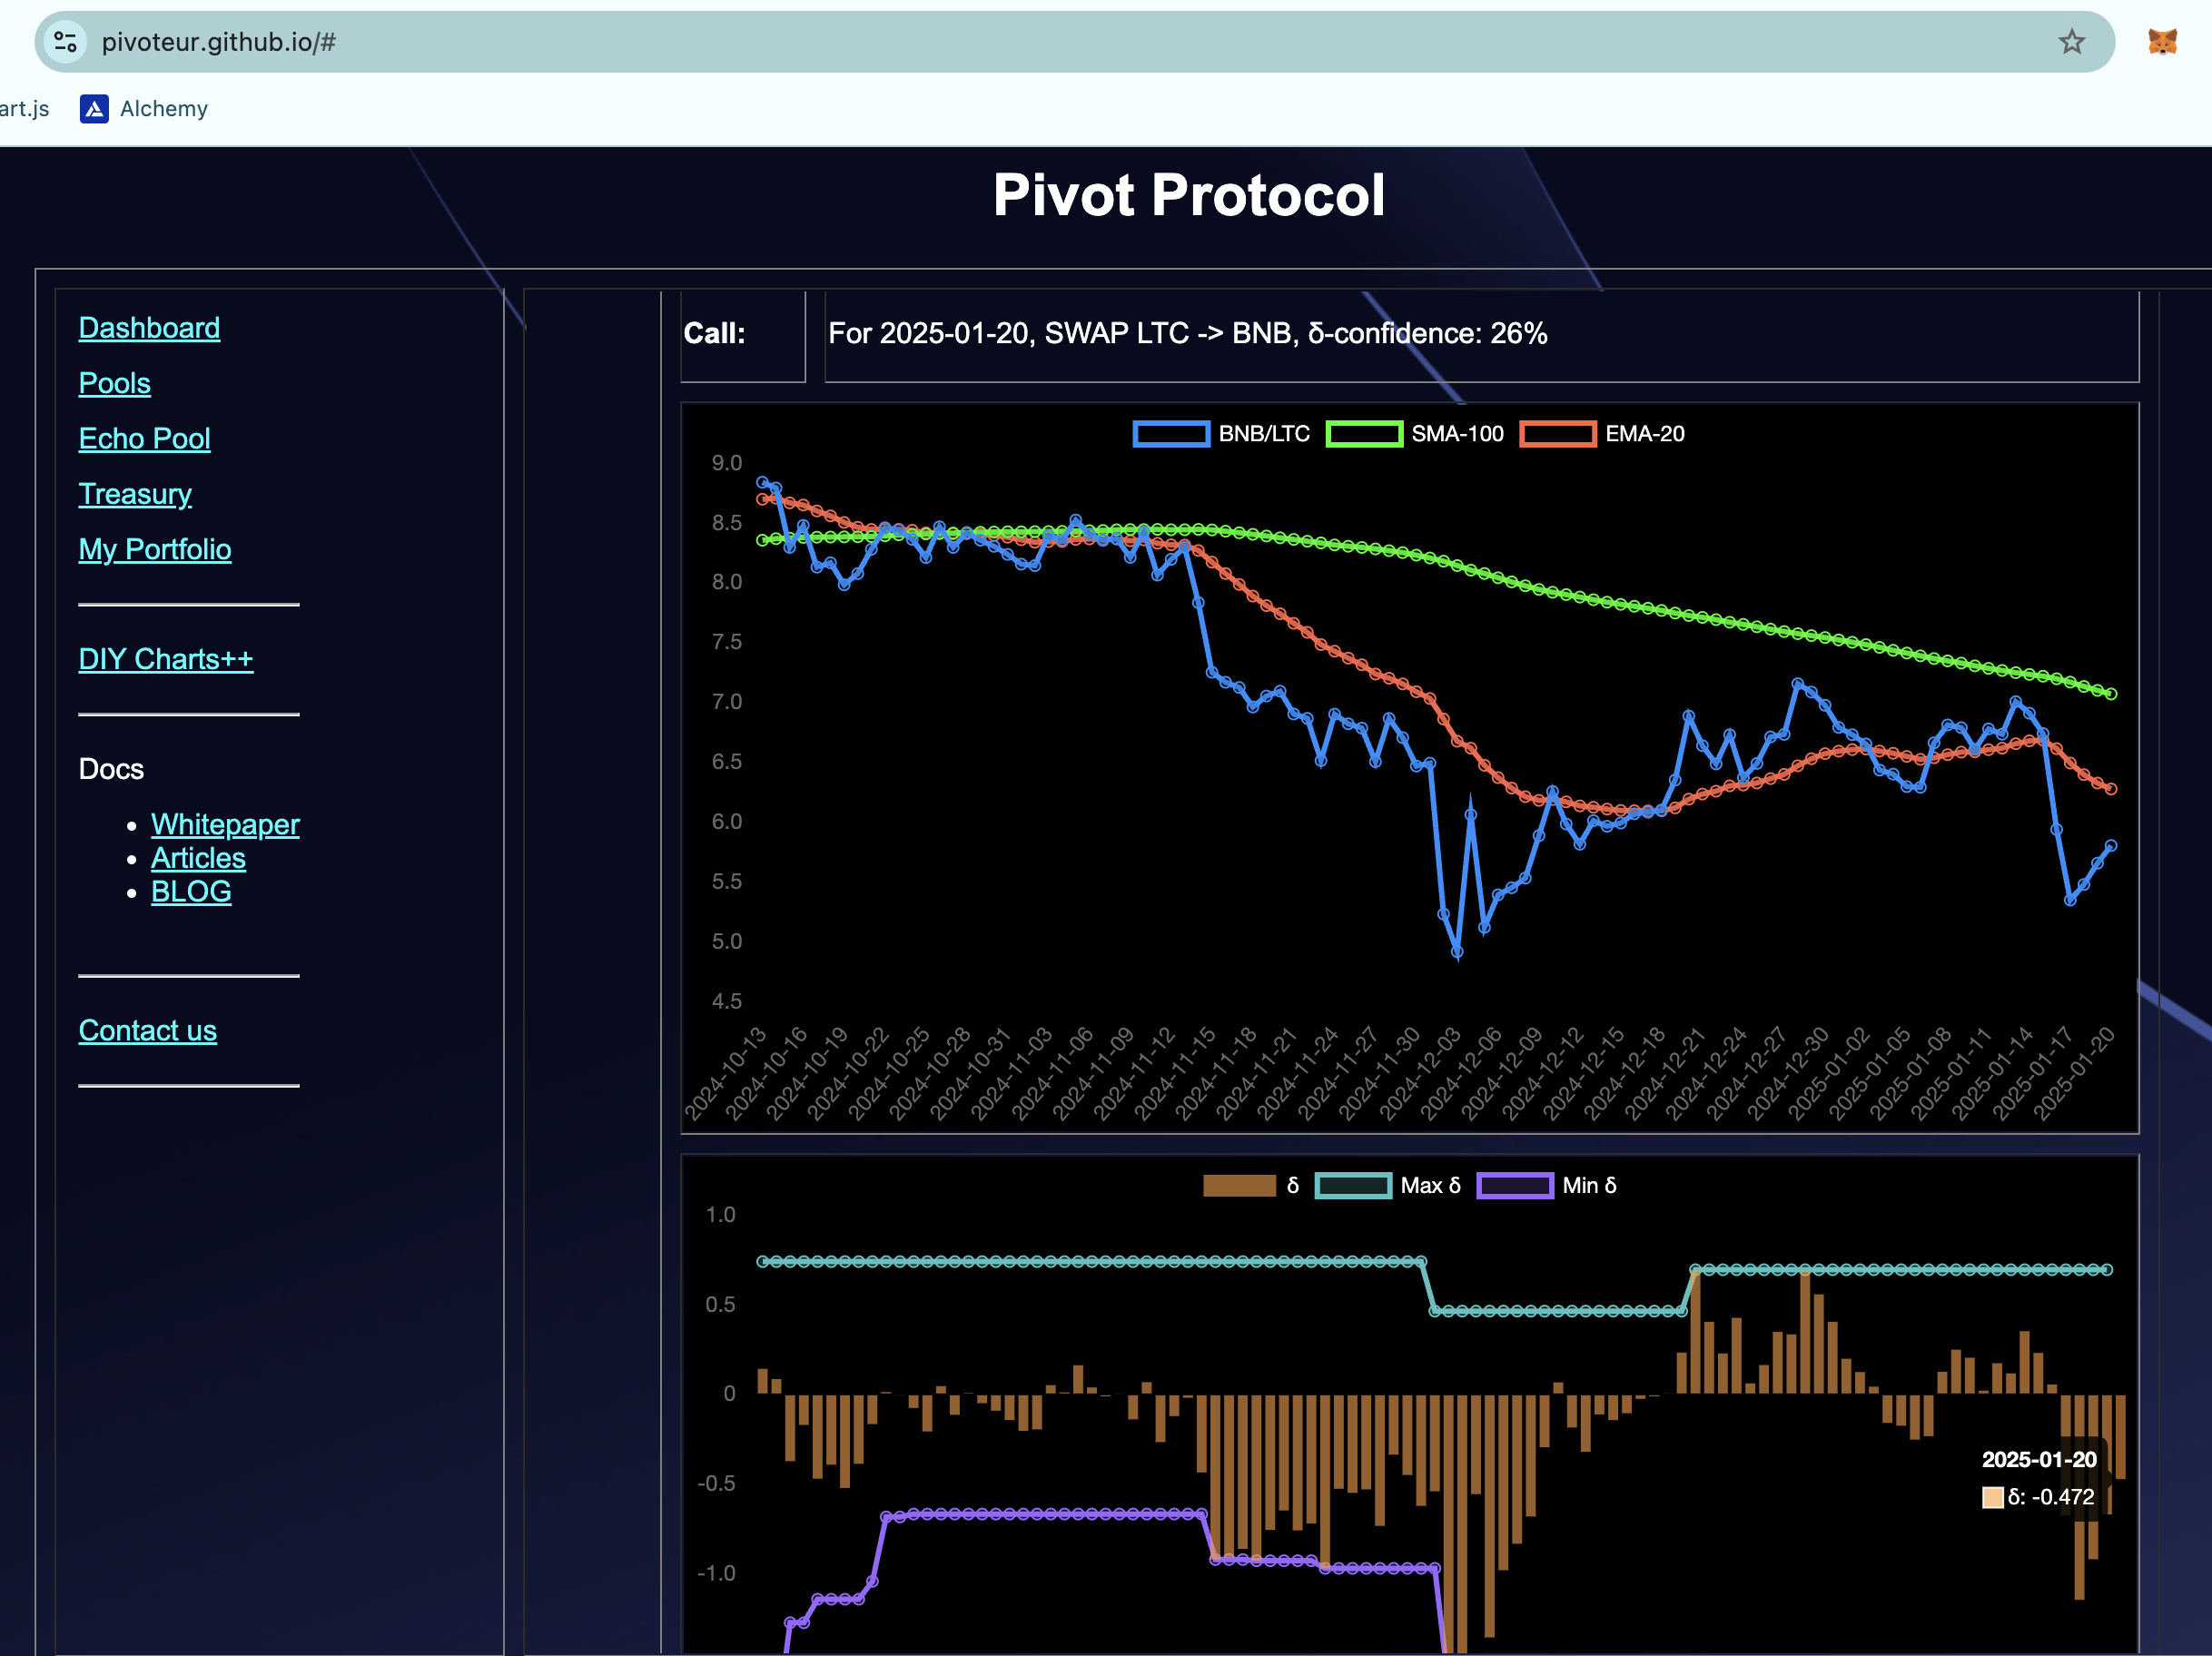 pivoteur.github.io/#
art.js
Alchemy
Pivot Protocol
Dashboard
Pools
Echo Pool
Treasury
My Portfolio
DIY Charts++
Docs
• Whitepaper
• Articles
• BLOG
Contact us
Call:
For 2025-01-20, SWAP LTC -> BNB, δ-confidence: 26%
BNB/LTC SMA-100 EMA-20
9.0
8.5
8.0
7.5
7.0
6.5
6.0
5.5
5.0
4.5
2024-10-13
2024-10-16
2024-10-19
2024-10-22
2024-10-25
2024-10-28
2024-10-31
2024-11-03
2024-11-06
2024-11-09
2024-11-12
2024-11-15
2024-11-18
2024-11-21
2024-11-24
2024-11-27
2024-11-30
2024-12-03
2024-12-06
2024-12-09
2024-12-12
2024-12-15
2024-12-18
2024-12-21
2024-12-24
2024-12-27
2024-12-30
2025-01-02
2025-01-05
2025-01-08
2025-01-11
2025-01-14
2025-01-17
2025-01-20
δ Max δ Min δ
1.0
0.5
0
-0.5
-1.0
2025-01-20
δ: -0.472